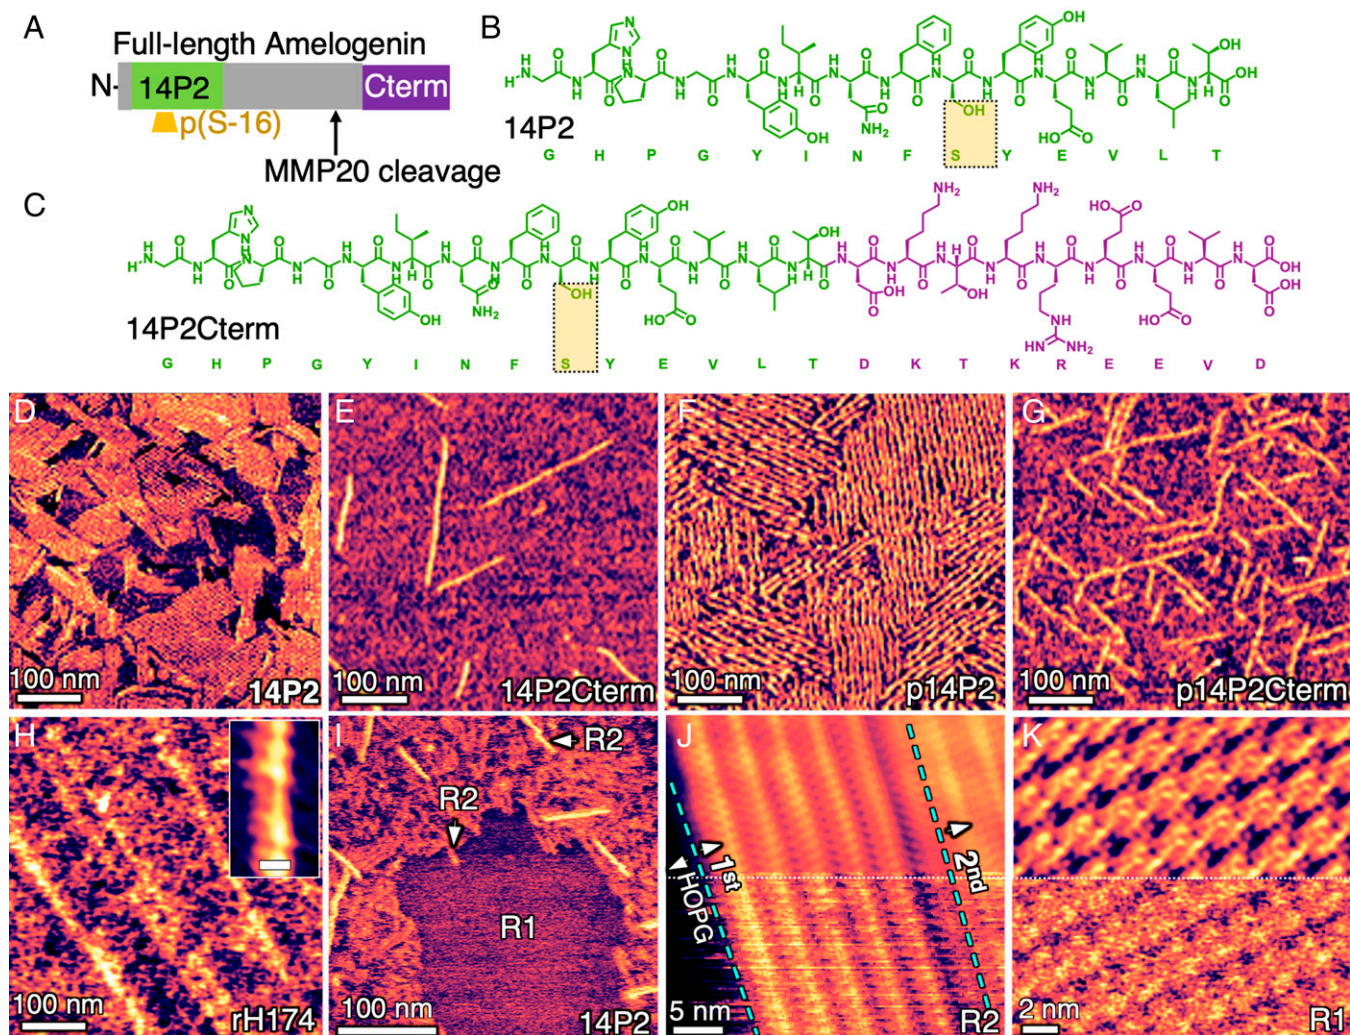 A
Full-length Amelogenin
N-
14P2
Cterm
p(S-16)
MMP20 cleavage
B
14P2
G H P G Y I N F S Y E V L T
C
14P2Cterm
G H P G Y I N F S Y E V L T D K T K R E E V D
D
100 nm
14P2
E
100 nm
14P2Cterm
F
100 nm
p14P2
G
100 nm
p14P2Cterm
H
100 nm
rH174
I
R2
R2
R1
100 nm
14P2
J
HOPG
1st
2nd
5 nm
R2
K
2 nm
R1